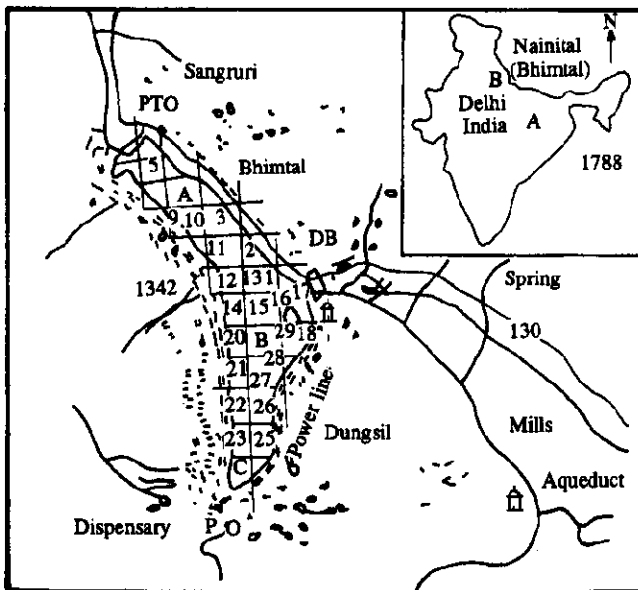 Sangruri
PTO
Bhimtal
5
A
9 10 3
11 2
DB
1342
12 13 1
14 15 16 17
20 B 29 18
21 28
27
22 26
23 25
C
Power line
Dungsil
Dispensary
P O
Spring
130
Mills
Aqueduct
N
Nainital
(Bhimtal)
B
Delhi
India
A
1788